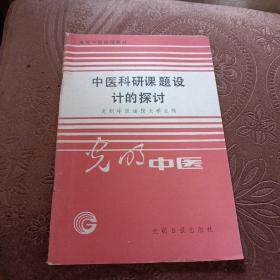 光明中医函授教材
中医科研课题设
计的探讨
光明中医函授大学主编
光明中医
光明日报出版社